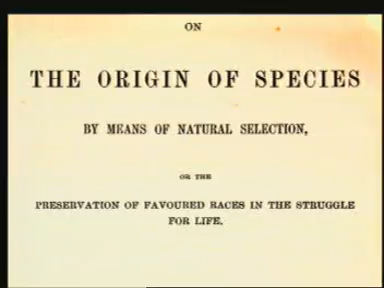 ON
THE ORIGIN OF SPECIES
BY MEANS OF NATURAL SELECTION,
OR THE
PRESERVATION OF FAVOURED RACES IN THE STRUGGLE
FOR LIFE.